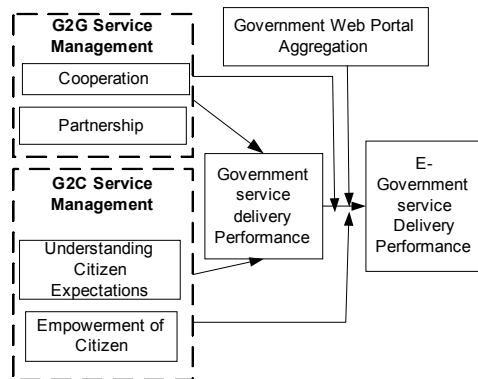 G2G Service
Management
Cooperation
Partnership
G2C Service
Management
Understanding
Citizen
Expectations
Empowerment of
Citizen
Government
service
delivery
Performance
Government Web Portal
Aggregation
E-
Government
service
Delivery
Performance